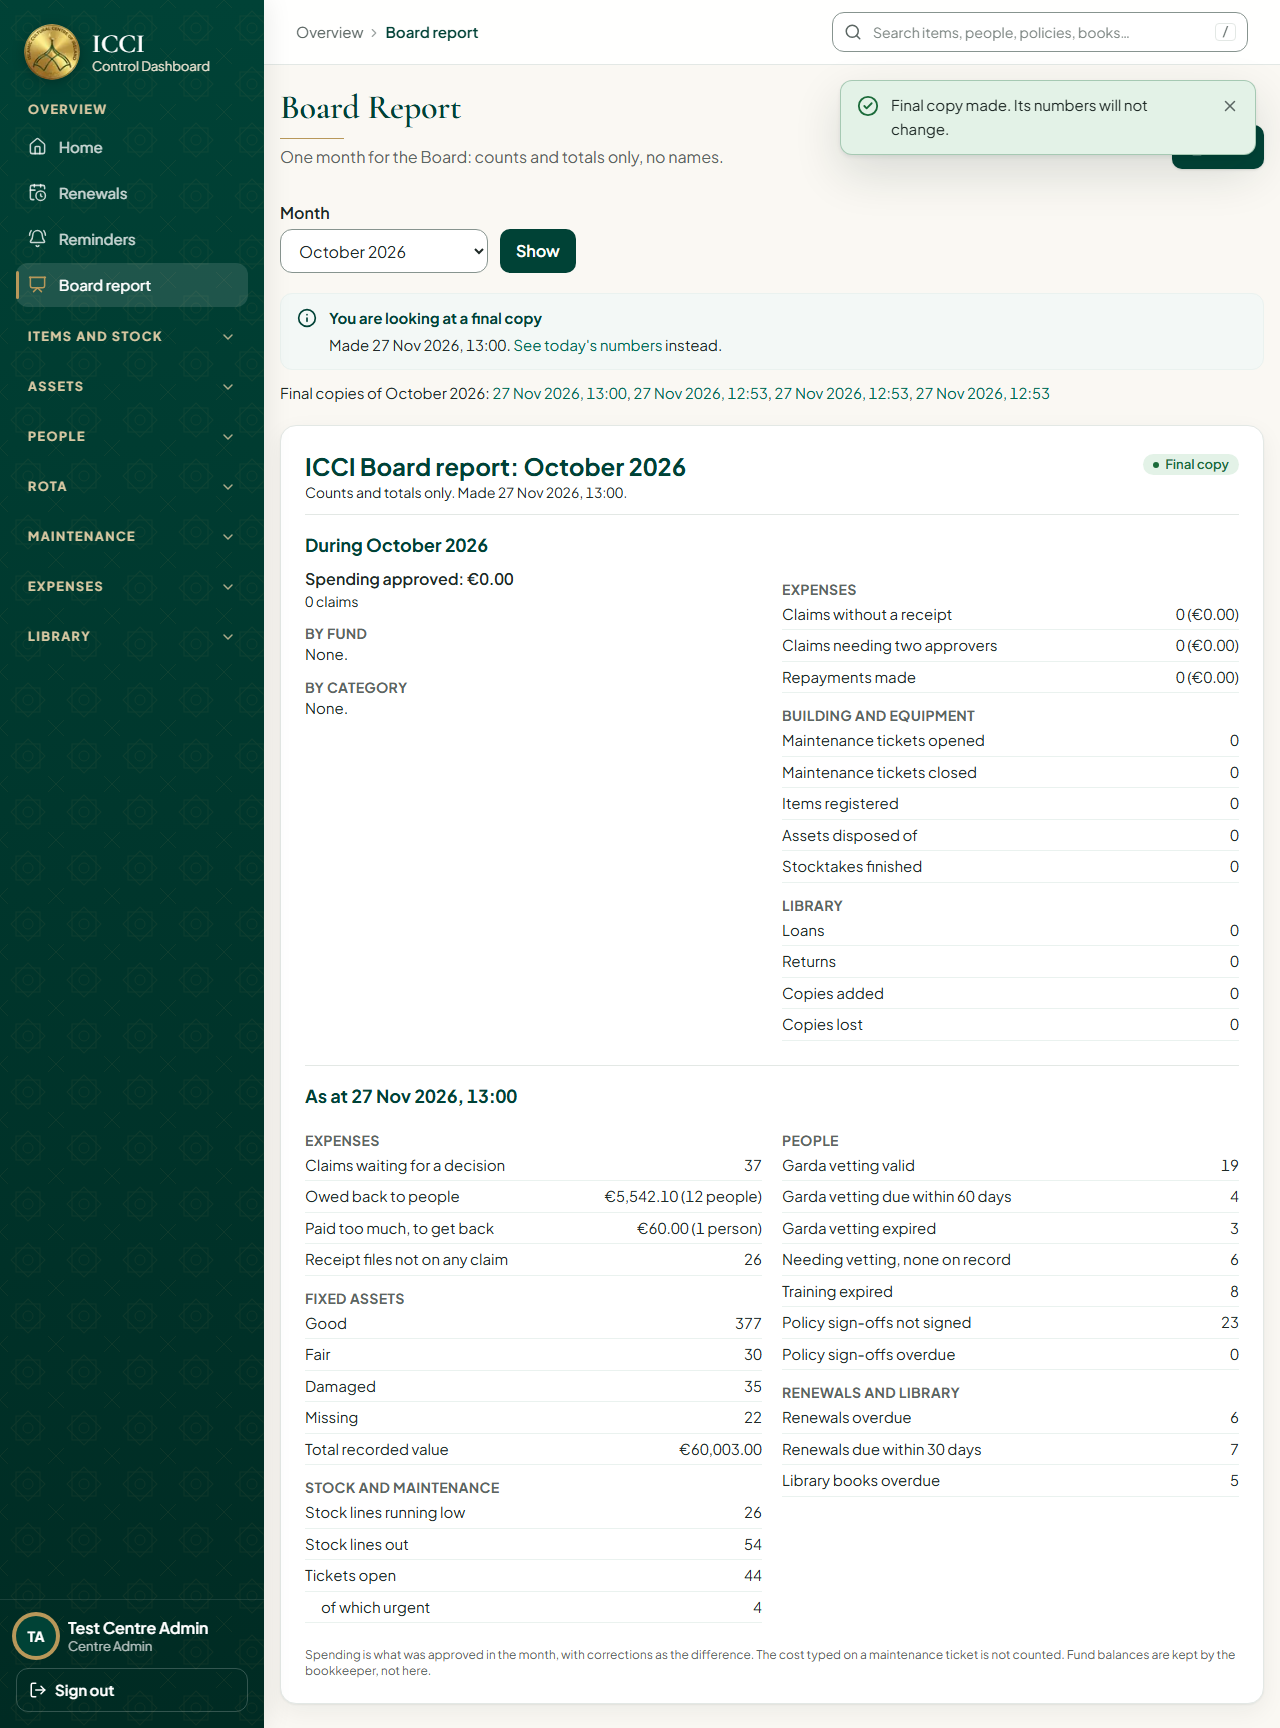 ICCI
Control Dashboard
OVERVIEW
Home
Renewals
Reminders
Board report
ITEMS AND STOCK
ASSETS
PEOPLE
ROTA
MAINTENANCE
EXPENSES
LIBRARY
TA
Test Centre Admin
Centre Admin
Sign out
Overview > Board report
Search items, people, policies, books... /
Board Report
One month for the Board: counts and totals only, no names.
Final copy made. Its numbers will not
change.
Month
October 2026
Show
You are looking at a final copy
Made 27 Nov 2026, 13:00. See today's numbers instead.
Final copies of October 2026: 27 Nov 2026, 13:00, 27 Nov 2026, 12:53, 27 Nov 2026, 12:53, 27 Nov 2026, 12:53
ICCI Board report: October 2026
Final copy
Counts and totals only. Made 27 Nov 2026, 13:00.
During October 2026
Spending approved: €0.00
0 claims
BY FUND
None.
BY CATEGORY
None.
EXPENSES
Claims without a receipt 0 (€0.00)
Claims needing two approvers 0 (€0.00)
Repayments made 0 (€0.00)
BUILDING AND EQUIPMENT
Maintenance tickets opened 0
Maintenance tickets closed 0
Items registered 0
Assets disposed of 0
Stocktakes finished 0
LIBRARY
Loans 0
Returns 0
Copies added 0
Copies lost 0
As at 27 Nov 2026, 13:00
EXPENSES
Claims waiting for a decision 37
Owed back to people €5,542.10 (12 people)
Paid too much, to get back €60.00 (1 person)
Receipt files not on any claim 26
FIXED ASSETS
Good 377
Fair 30
Damaged 35
Missing 22
Total recorded value €60,003.00
STOCK AND MAINTENANCE
Stock lines running low 26
Stock lines out 54
Tickets open 44
of which urgent 4
PEOPLE
Garda vetting valid 19
Garda vetting due within 60 days 4
Garda vetting expired 3
Needing vetting, none on record 6
Training expired 8
Policy sign-offs not signed 23
Policy sign-offs overdue 0
RENEWALS AND LIBRARY
Renewals overdue 6
Renewals due within 30 days 7
Library books overdue 5
Spending is what was approved in the month, with corrections as the difference. The cost typed on a maintenance ticket is not counted. Fund balances are kept by the
bookkeeper, not here.